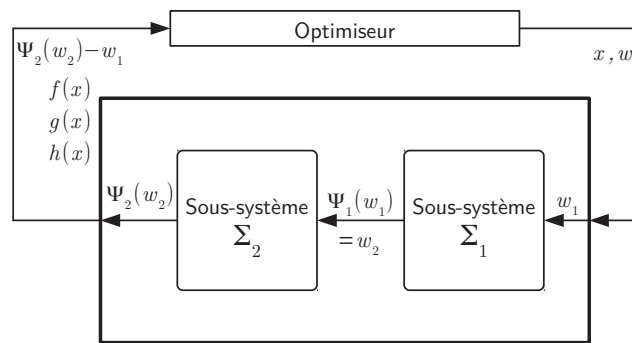 Optimiseur
Ψ₂(w₂)−w₁
x , w
f(x)
g(x)
h(x)
Ψ₂(w₂)
Sous-système
Σ₂
Ψ₁(w₁)
=w₂
Sous-système
Σ₁
w₁